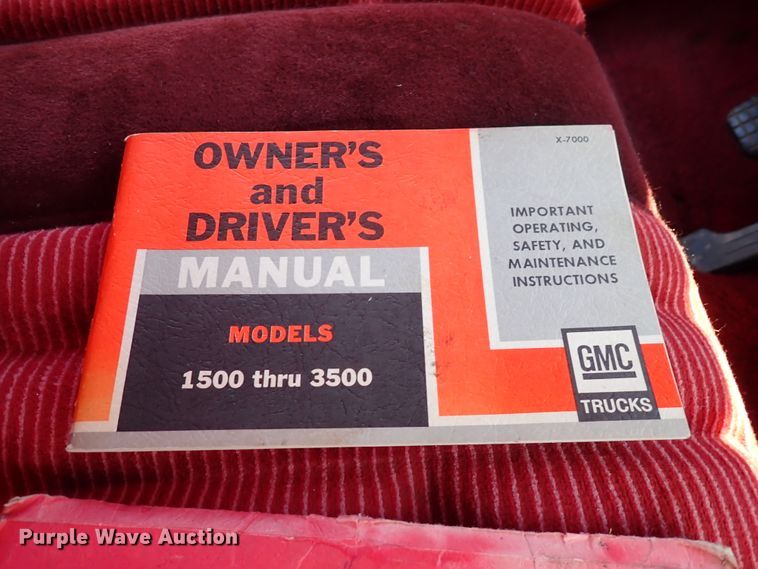 OWNER'S
and
DRIVER'S
MANUAL
MODELS
1500 thru 3500
X-7000
IMPORTANT
OPERATING,
SAFETY, AND
MAINTENANCE
INSTRUCTIONS
GMC
TRUCKS
Purple Wave Auction